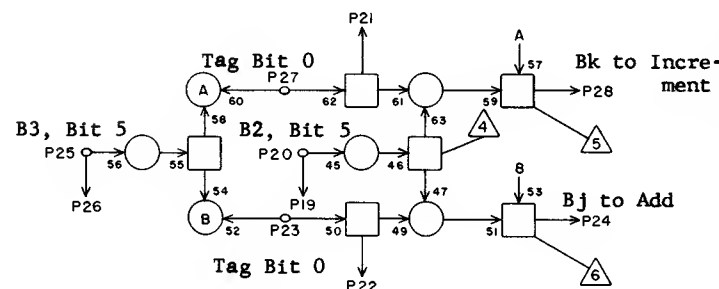 P21
A
Tag Bit 0
P27
57
Bk to Incre-
ment
A
60
62
61
59
P28
58
63
B3, Bit 5
B2, Bit 5
4
5
P25
56
55
P20
45
46
P26
54
P19
47
B
53
Bj to Add
B
52
P23
50
49
51
P24
Tag Bit 0
P22
6